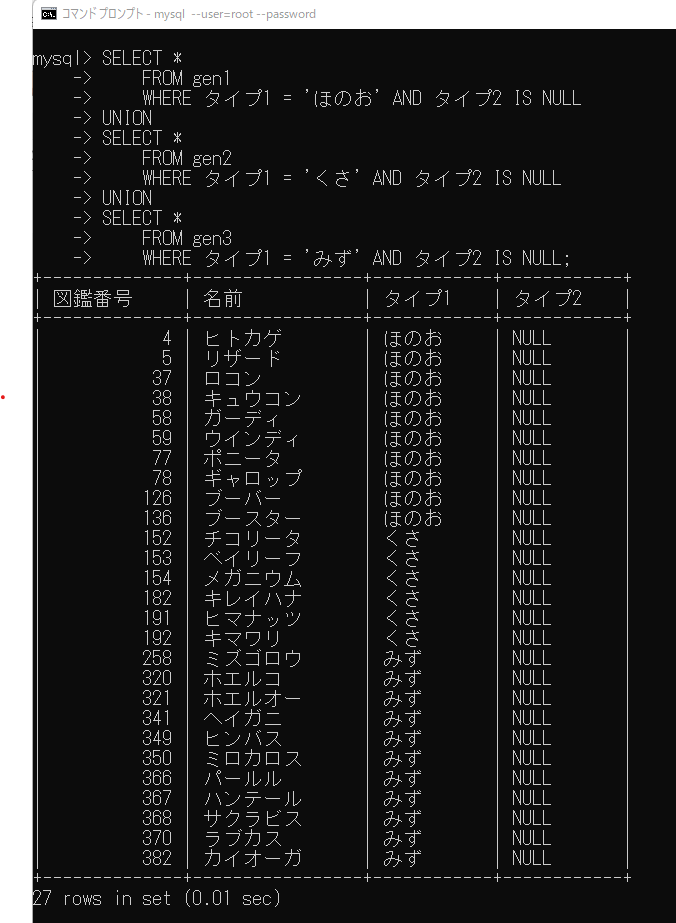 コマンド プロンプト - mysql --user=root --password
mysql> SELECT *
    ->     FROM gen1
    ->     WHERE タイプ1 = 'ほのお' AND タイプ2 IS NULL
    -> UNION
    -> SELECT *
    ->     FROM gen2
    ->     WHERE タイプ1 = 'くさ' AND タイプ2 IS NULL
    -> UNION
    -> SELECT *
    ->     FROM gen3
    ->     WHERE タイプ1 = 'みず' AND タイプ2 IS NULL;
+--------------+-----------------+------------+------------+
| 図鑑番号 | 名前 | タイプ1 | タイプ2 |
+--------------+-----------------+------------+------------+
| 4 | ヒトカゲ | ほのお | NULL |
| 5 | リザード | ほのお | NULL |
| 37 | ロコン | ほのお | NULL |
| 38 | キュウコン | ほのお | NULL |
| 58 | ガーディ | ほのお | NULL |
| 59 | ウインディ | ほのお | NULL |
| 77 | ポニータ | ほのお | NULL |
| 78 | ギャロップ | ほのお | NULL |
| 126 | ブーバー | ほのお | NULL |
| 136 | ブースター | ほのお | NULL |
| 152 | チコリータ | くさ | NULL |
| 153 | ベイリーフ | くさ | NULL |
| 154 | メガニウム | くさ | NULL |
| 182 | キレイハナ | くさ | NULL |
| 191 | ヒマナッツ | くさ | NULL |
| 192 | キマワリ | くさ | NULL |
| 258 | ミズゴロウ | みず | NULL |
| 320 | ホエルコ | みず | NULL |
| 321 | ホエルオー | みず | NULL |
| 341 | ヘイガニ | みず | NULL |
| 349 | ヒンバス | みず | NULL |
| 350 | ミロカロス | みず | NULL |
| 366 | パールル | みず | NULL |
| 367 | ハンテール | みず | NULL |
| 368 | サクラビス | みず | NULL |
| 370 | ラブカス | みず | NULL |
| 382 | カイオーガ | みず | NULL |
+--------------+-----------------+------------+------------+
27 rows in set (0.01 sec)